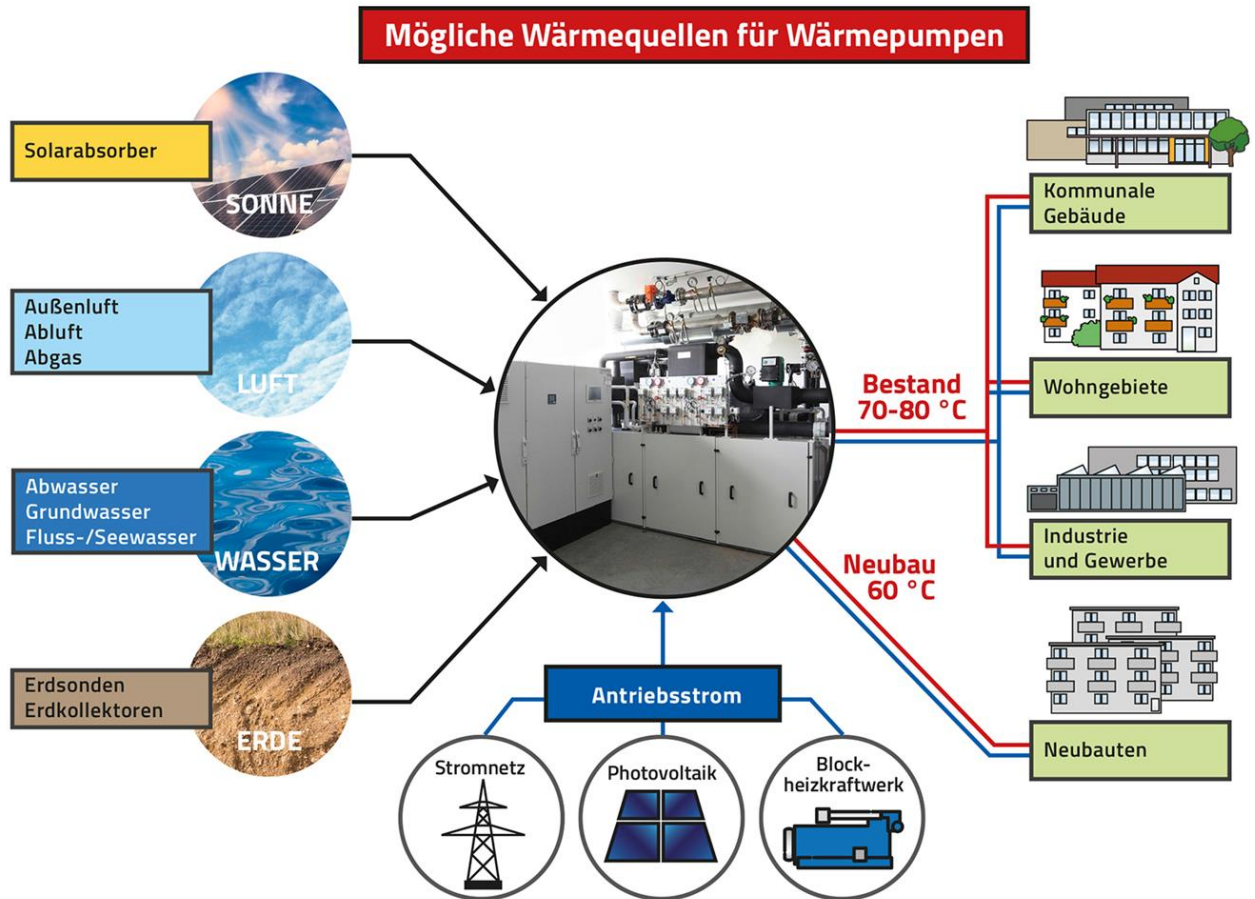 Mögliche Wärmequellen für Wärmepumpen
Solarabsorber
SONNE
Außenluft
Abluft
Abgas
LUFT
Abwasser
Grundwasser
Fluss-/Seewasser
WASSER
Erdsonden
Erdkollektoren
ERDE
Bestand
70-80 °C
Neubau
60 °C
Kommunale
Gebäude
Wohngebiete
Industrie
und Gewerbe
Neubauten
Antriebsstrom
Stromnetz
Photovoltaik
Block-
heizkraftwerk